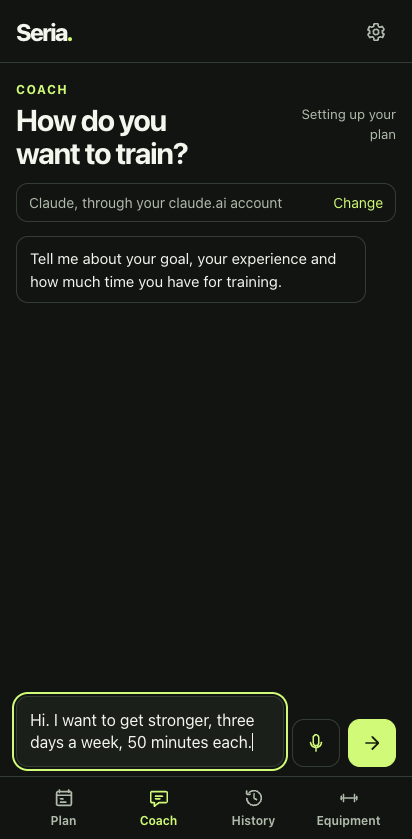 Seria.
COACH
How do you
want to train?
Setting up your
plan
Claude, through your claude.ai account
Change
Tell me about your goal, your experience and
how much time you have for training.
Hi. I want to get stronger, three
days a week, 50 minutes each.
Plan
Coach
History
Equipment